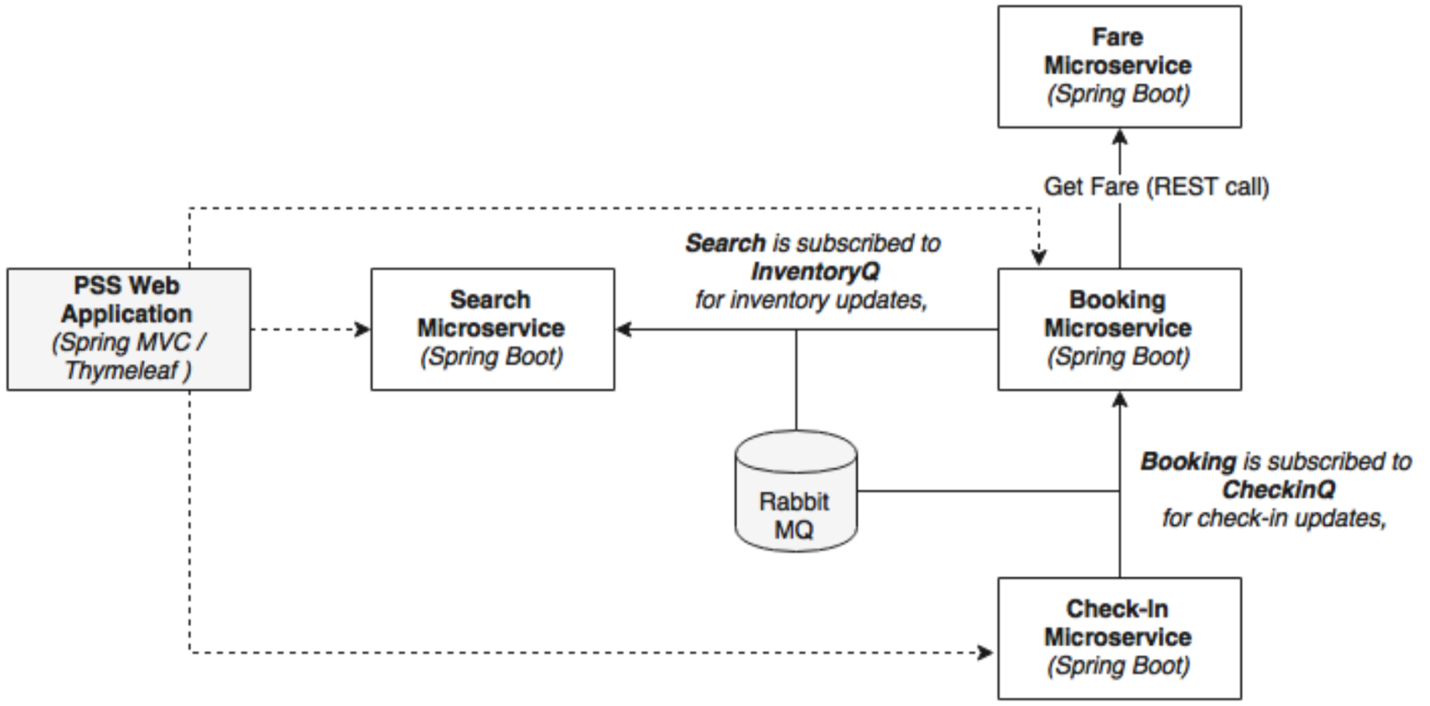 Fare
Microservice
(Spring Boot)
Get Fare (REST call)
Search is subscribed to
InventoryQ
for inventory updates,
PSS Web
Application
(Spring MVC /
Thymeleaf )
Search
Microservice
(Spring Boot)
Booking
Microservice
(Spring Boot)
Rabbit
MQ
Booking is subscribed to
CheckinQ
for check-in updates,
Check-In
Microservice
(Spring Boot)